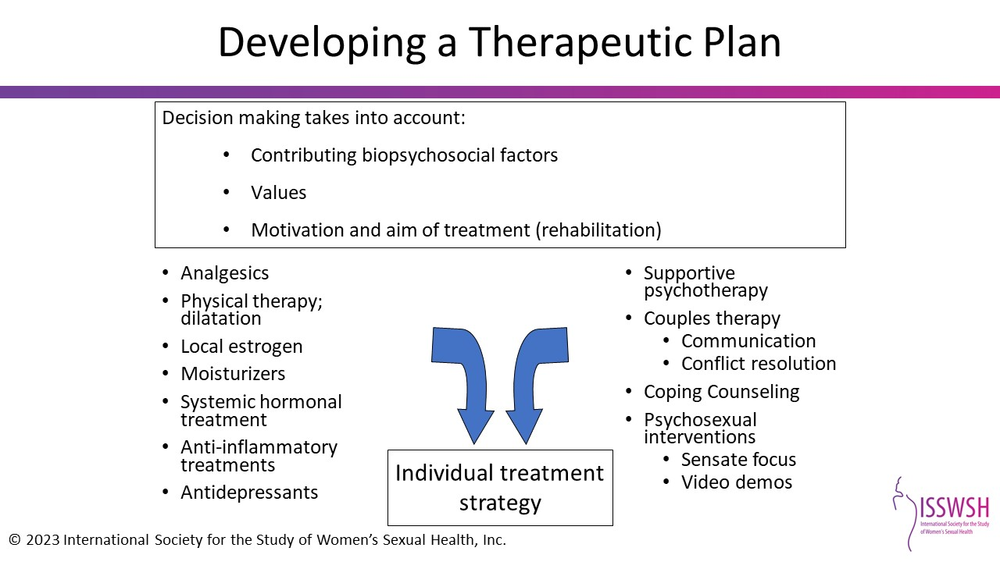 Developing a Therapeutic Plan
Decision making takes into account:
• Contributing biopsychosocial factors
• Values
• Motivation and aim of treatment (rehabilitation)
• Analgesics
• Physical therapy;
dilatation
• Local estrogen
• Moisturizers
• Systemic hormonal
treatment
• Anti-inflammatory
treatments
• Antidepressants
• Supportive
psychotherapy
• Couples therapy
• Communication
• Conflict resolution
• Coping Counseling
• Psychosexual
interventions
• Sensate focus
• Video demos
Individual treatment
strategy
ISSWSH
International Society for the Study
of Women's Sexual Health
© 2023 International Society for the Study of Women’s Sexual Health, Inc.